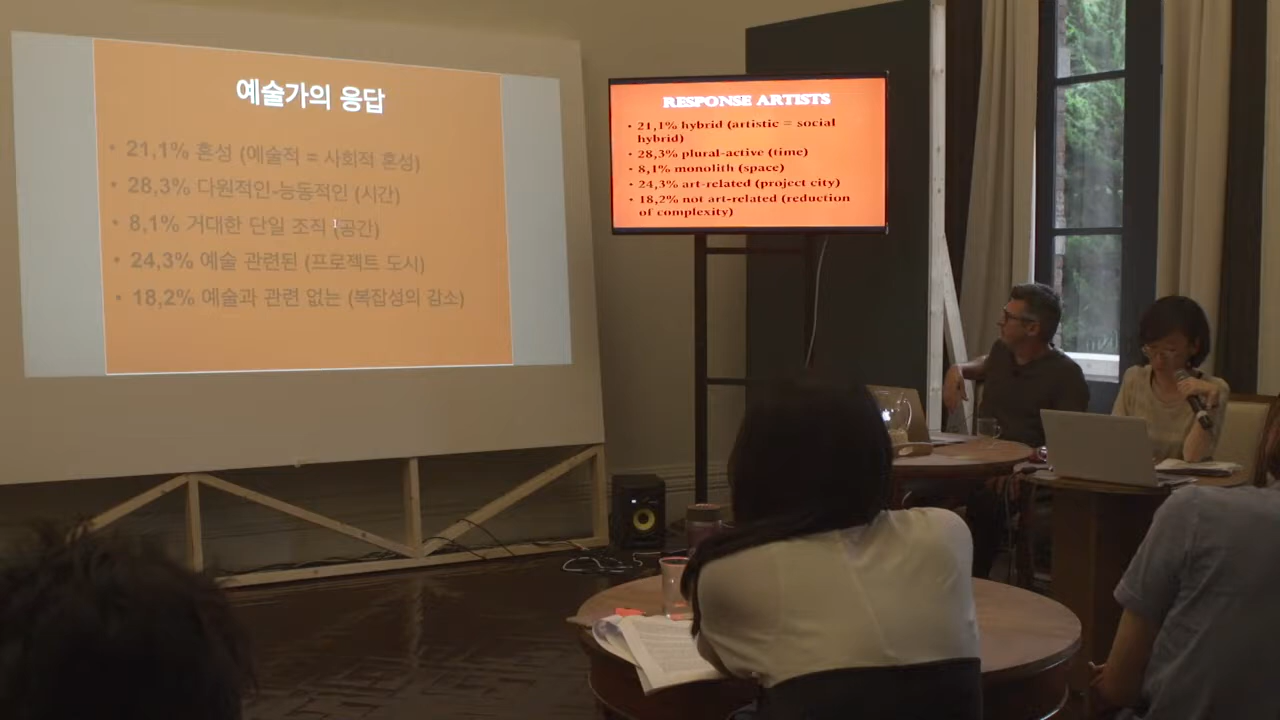 예술가의 응답
• 21,1% 혼성 (예술적 = 사회적 혼성)
• 28,3% 다원적인-능동적인 (시간)
• 8,1% 거대한 단일 조직 (공간)
• 24,3% 예술 관련된 (프로젝트 도시)
• 18,2% 예술과 관련 없는 (복잡성의 감소)
RESPONSE ARTISTS
• 21,1% hybrid (artistic = social
hybrid)
• 28,3% plural-active (time)
• 8,1% monolith (space)
• 24,3% art-related (project city)
• 18,2% not art-related (reduction
of complexity)